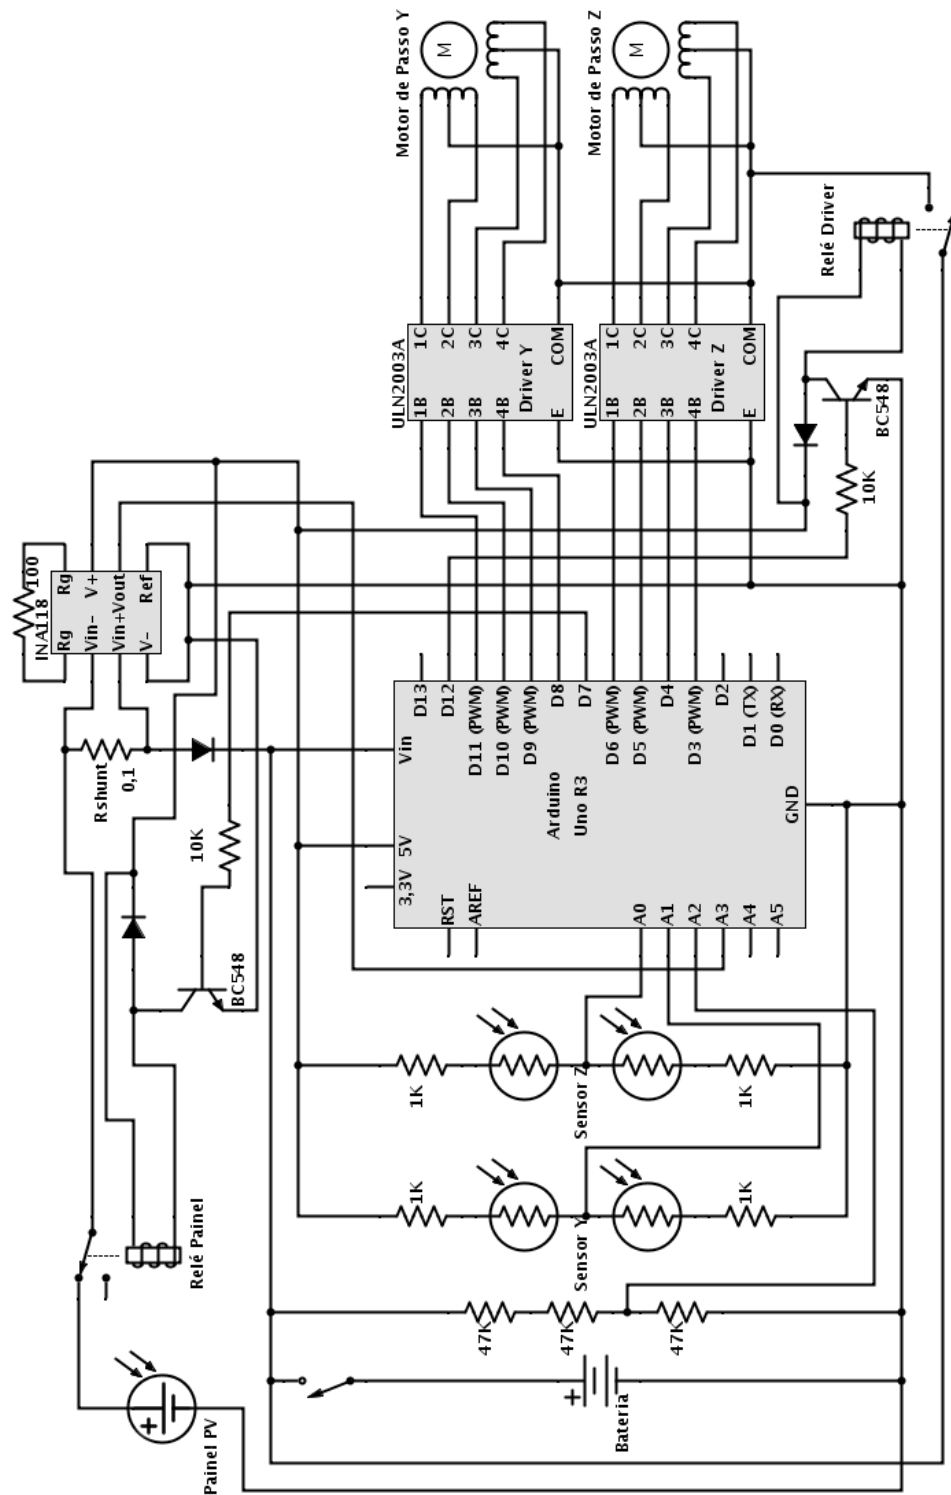 Motor de Passo Y
M
Motor de Passo Z
M
Relé Driver
ULN2003A
1C
2C
3C
4C
COM
Driver Y
1B
2B
3B
4B
E
ULN2003A
1C
2C
3C
4C
COM
Driver Z
1B
2B
3B
4B
E
BC548
10K
INA118
100
Rg
Vin-
Vin+
V-
Rg
V+
Vout
Ref
Rshunt
0,1
10K
BC548
Relé Painel
Painel PV
Arduino
Uno R3
D13
D12
D11 (PWM)
D10 (PWM)
D9 (PWM)
D8
D7
D6 (PWM)
D5 (PWM)
D4
D3 (PWM)
D2
D1 (TX)
D0 (RX)
Vin
5V
3,3V
GND
RST
AREF
A0
A1
A2
A3
A4
A5
1K
Sensor Z
1K
1K
Sensor Y
1K
47K
47K
47K
Bateria
+
+